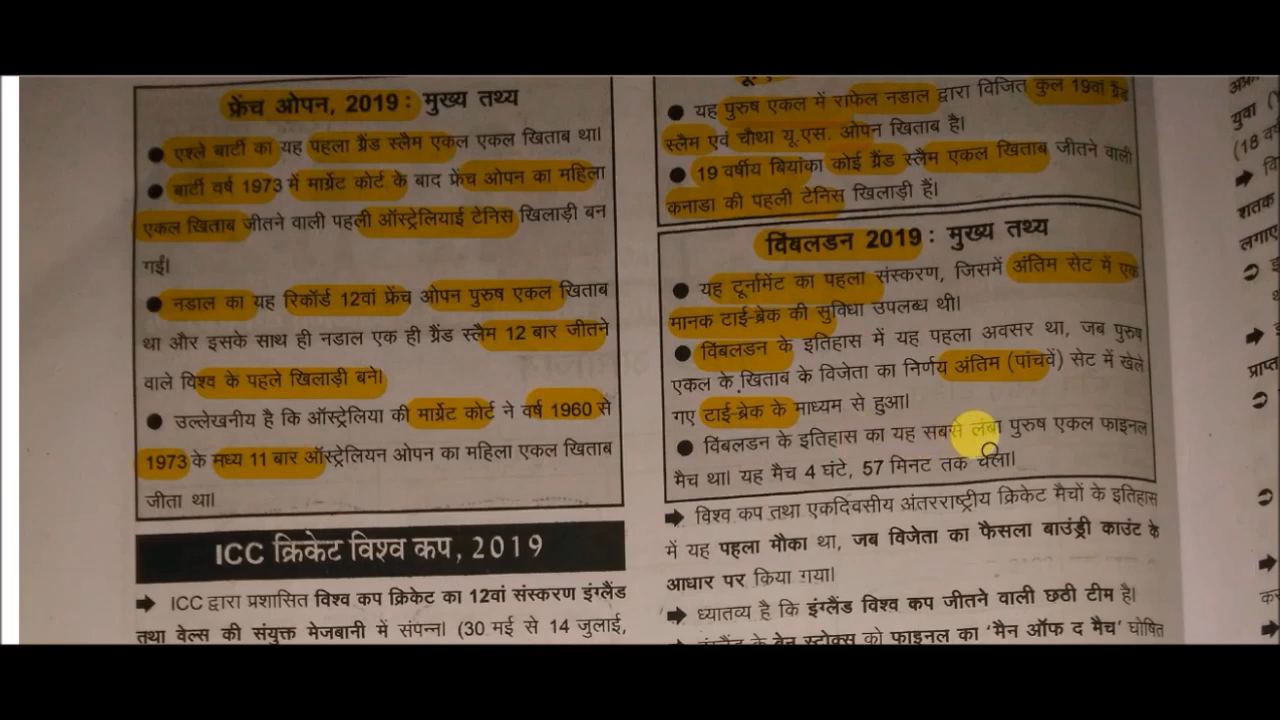 फ्रेंच ओपन, 2019 : मुख्य तथ्य
● एश्ले बार्टी का यह पहला ग्रैंड स्लैम एकल एकल खिताब था।
● बार्टी वर्ष 1973 में मार्ग्रेट कोर्ट के बाद फ्रेंच ओपन का महिला
एकल खिताब जीतने वाली पहली ऑस्ट्रेलियाई टेनिस खिलाड़ी बन
गईं।
● नडाल का यह रिकॉर्ड 12वां फ्रेंच ओपन पुरुष एकल खिताब
था और इसके साथ ही नडाल एक ही ग्रैंड स्लैम 12 बार जीतने
वाले विश्व के पहले खिलाड़ी बने।
● उल्लेखनीय है कि ऑस्ट्रेलिया की मार्ग्रेट कोर्ट ने वर्ष 1960 से
1973 के मध्य 11 बार ऑस्ट्रेलियन ओपन का महिला एकल खिताब
जीता था।
ICC क्रिकेट विश्व कप, 2019
➡ ICC द्वारा प्रशासित विश्व कप क्रिकेट का 12वां संस्करण इंग्लैंड
तथा वेल्स की संयुक्त मेजबानी में संपन्न। (30 मई से 14 जुलाई,
● यह पुरुष एकल में राफेल नडाल द्वारा विजित कुल 19वां ग्रैंड
स्लैम एवं चौथा यू.एस. ओपन खिताब है।
● 19 वर्षीय बियांका कोई ग्रैंड स्लैम एकल खिताब जीतने वाली
कनाडा की पहली टेनिस खिलाड़ी हैं।
विंबलडन 2019 : मुख्य तथ्य
● यह टूर्नामेंट का पहला संस्करण, जिसमें अंतिम सेट में एक
मानक टाई-ब्रेक की सुविधा उपलब्ध थी।
● विंबलडन के इतिहास में यह पहला अवसर था, जब पुरुष
एकल के खिताब के विजेता का निर्णय अंतिम (पांचवें) सेट में खेले
गए टाई-ब्रेक के माध्यम से हुआ।
● विंबलडन के इतिहास का यह सबसे लंबा पुरुष एकल फाइनल
मैच था। यह मैच 4 घंटे, 57 मिनट तक चला।
➡ विश्व कप तथा एकदिवसीय अंतरराष्ट्रीय क्रिकेट मैचों के इतिहास
में यह पहला मौका था, जब विजेता का फैसला बाउंड्री काउंट के
आधार पर किया गया।
➡ ध्यातव्य है कि इंग्लैंड विश्व कप जीतने वाली छठी टीम है।
➡ इंग्लैंड के बेन स्टोक्स को फाइनल का ‘मैन ऑफ द मैच’ घोषित
युवा
(18
शतक
लगाए
प्राप्त